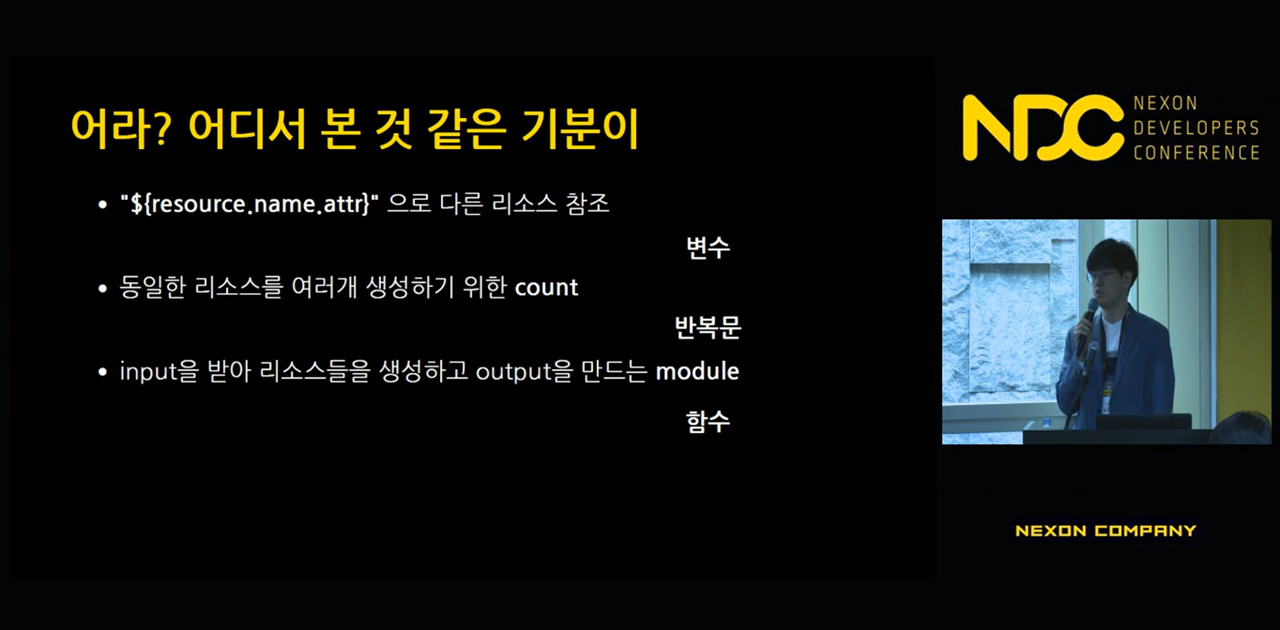 어라? 어디서 본 것 같은 기분이
• "${resource.name.attr}" 으로 다른 리소스 참조
변수
• 동일한 리소스를 여러개 생성하기 위한 count
반복문
• input을 받아 리소스들을 생성하고 output을 만드는 module
함수
NDC
NEXON
DEVELOPERS
CONFERENCE
NEXON COMPANY